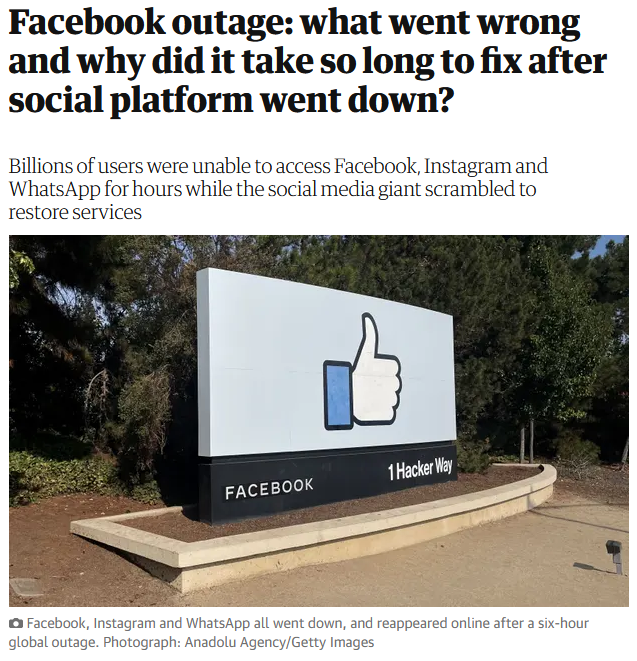 Facebook outage: what went wrong
and why did it take so long to fix after
social platform went down?
Billions of users were unable to access Facebook, Instagram and
WhatsApp for hours while the social media giant scrambled to
restore services
1 Hacker Way
FACEBOOK
Facebook, Instagram and WhatsApp all went down, and reappeared online after a six-hour
global outage. Photograph: Anadolu Agency/Getty Images